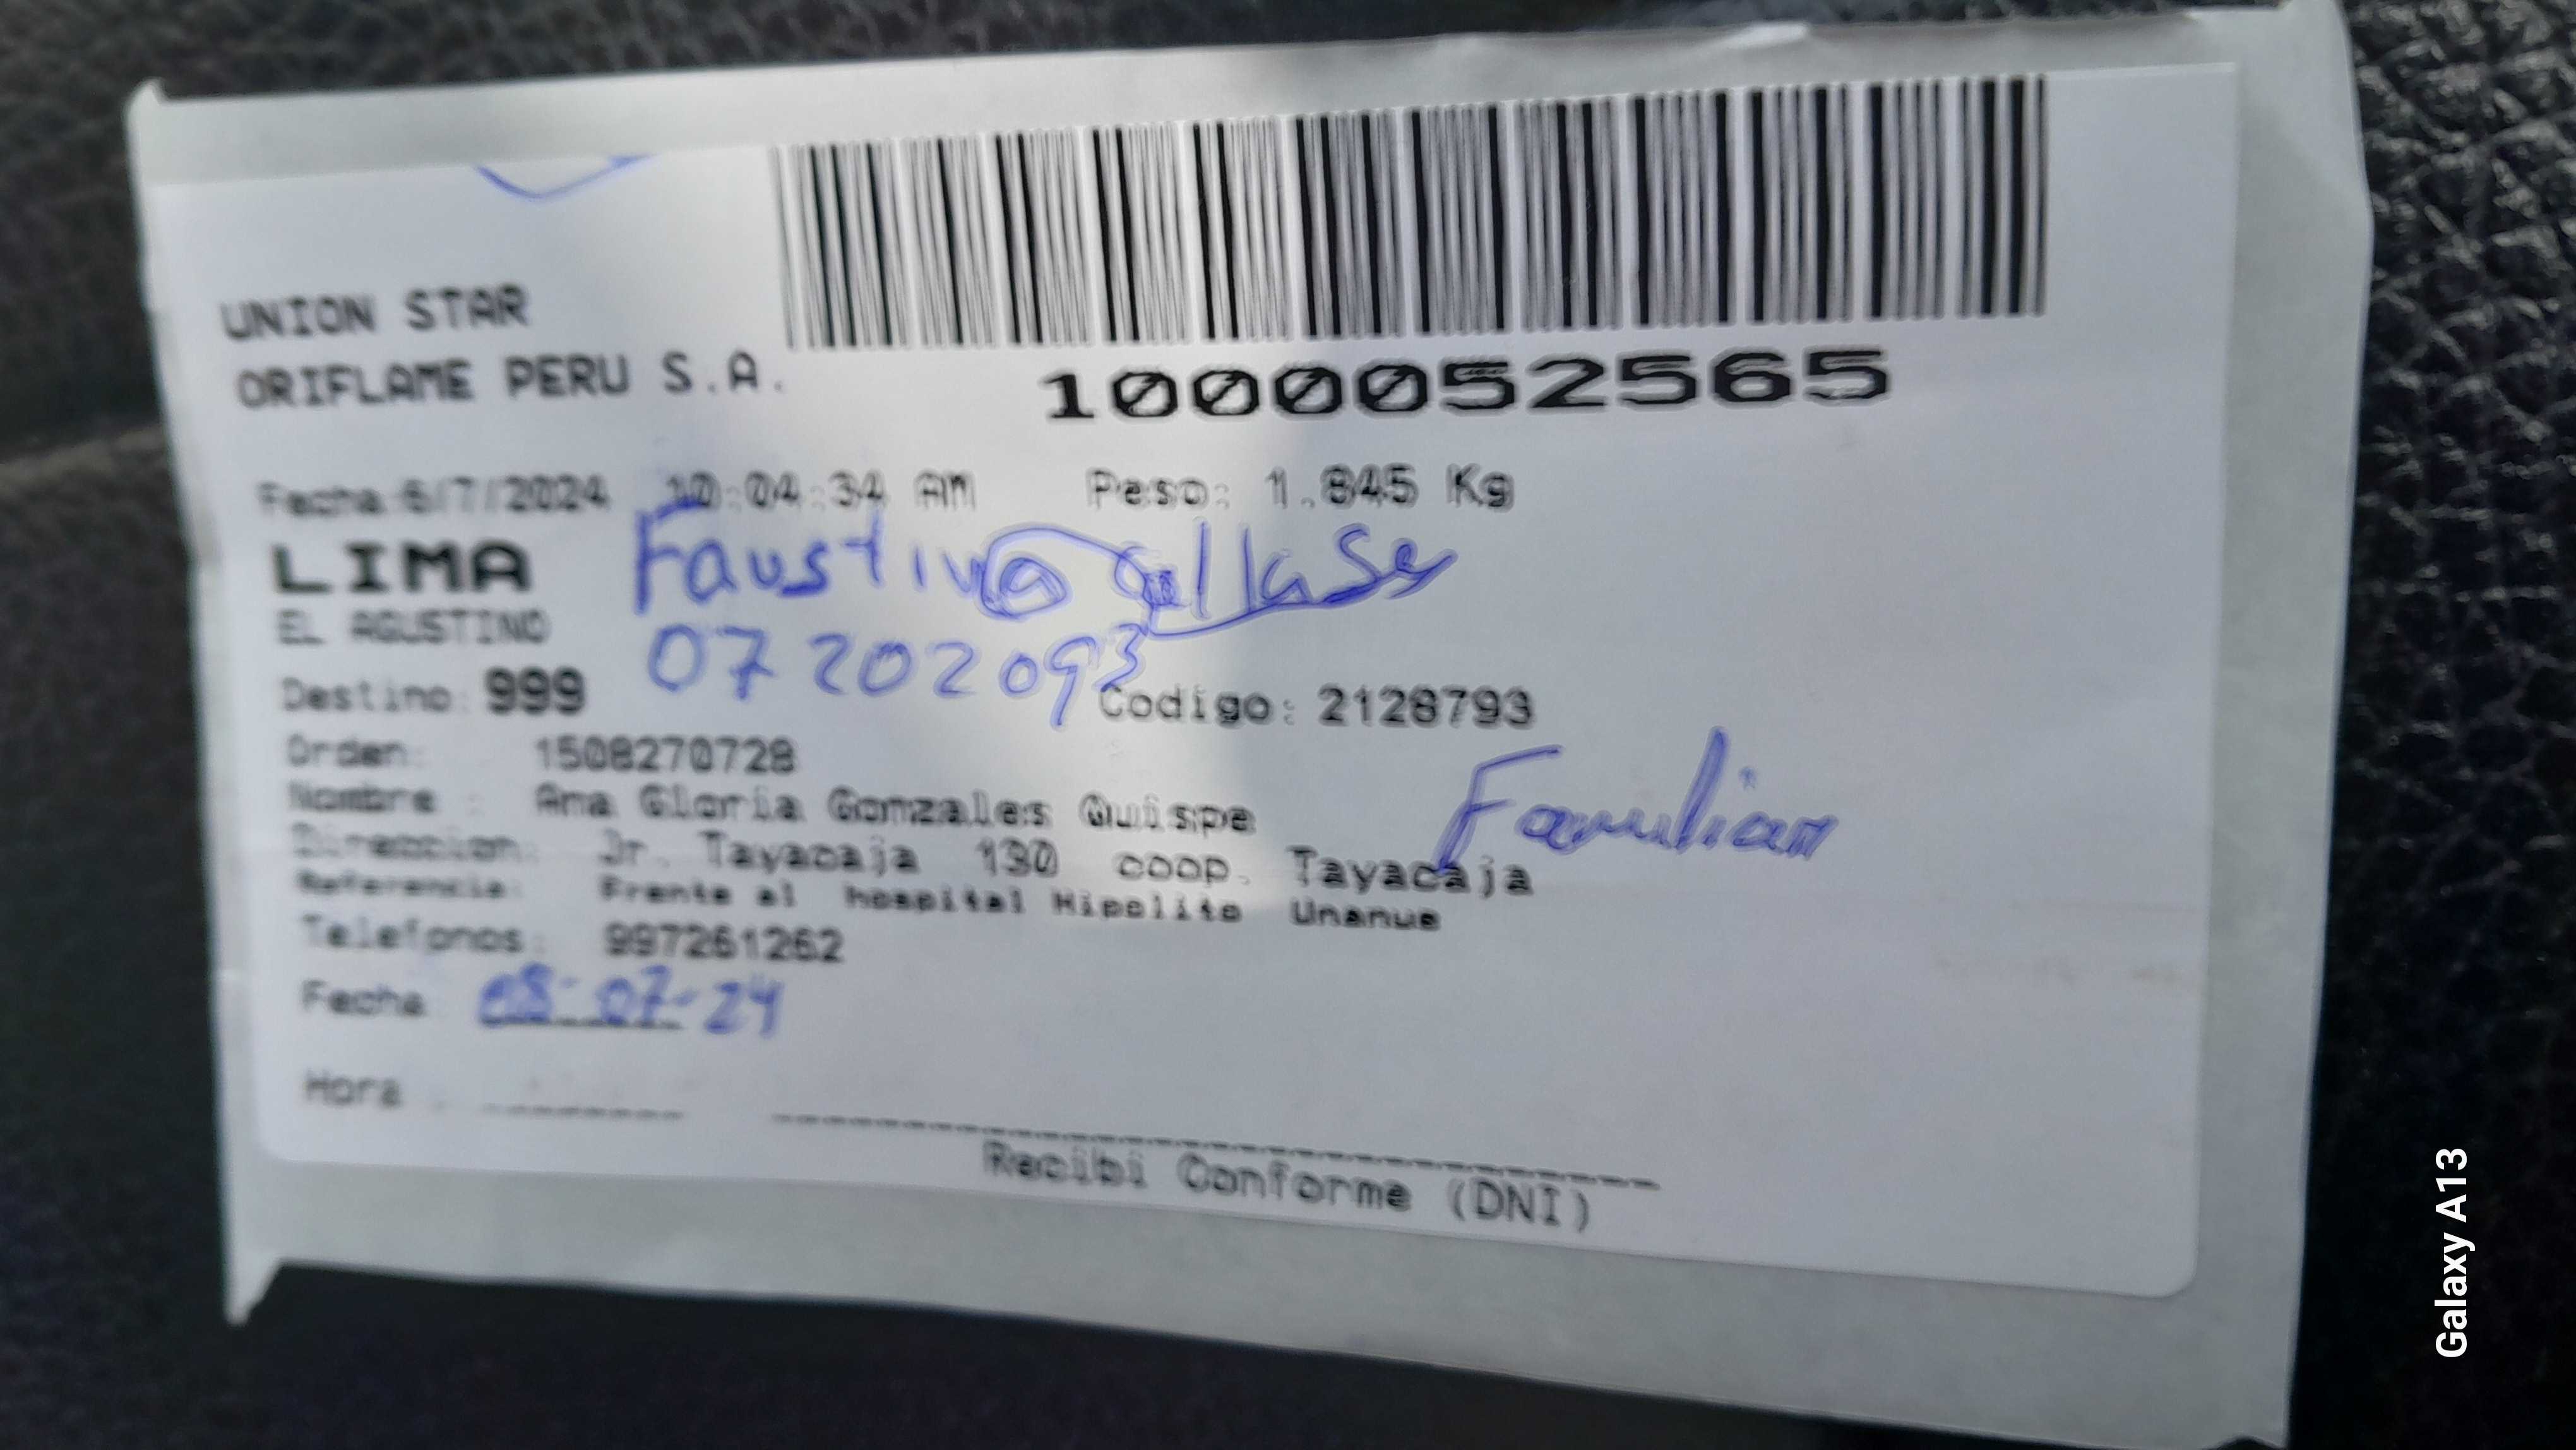 UNION STAR
ORIFLAME PERU S.A.
1000052565
Fecha:6/7/2024 10:04:34 AM Peso: 1.845 Kg
LIMA Faustino
EL AGUSTINO
07202093
Destino: 999 Codigo: 2128793
Orden: 1508270728
Nombre : Ana Gloria Gonzales Quispe
Familiar
Direccion: Jr. Tayacaja 130 coop. Tayacaja
Referencia: Frente al hospital Hipolito Unanue
Telefonos: 997261262
Fecha 08-07-24
Hora
Recibi Conforme (DNI)
Galaxy A13